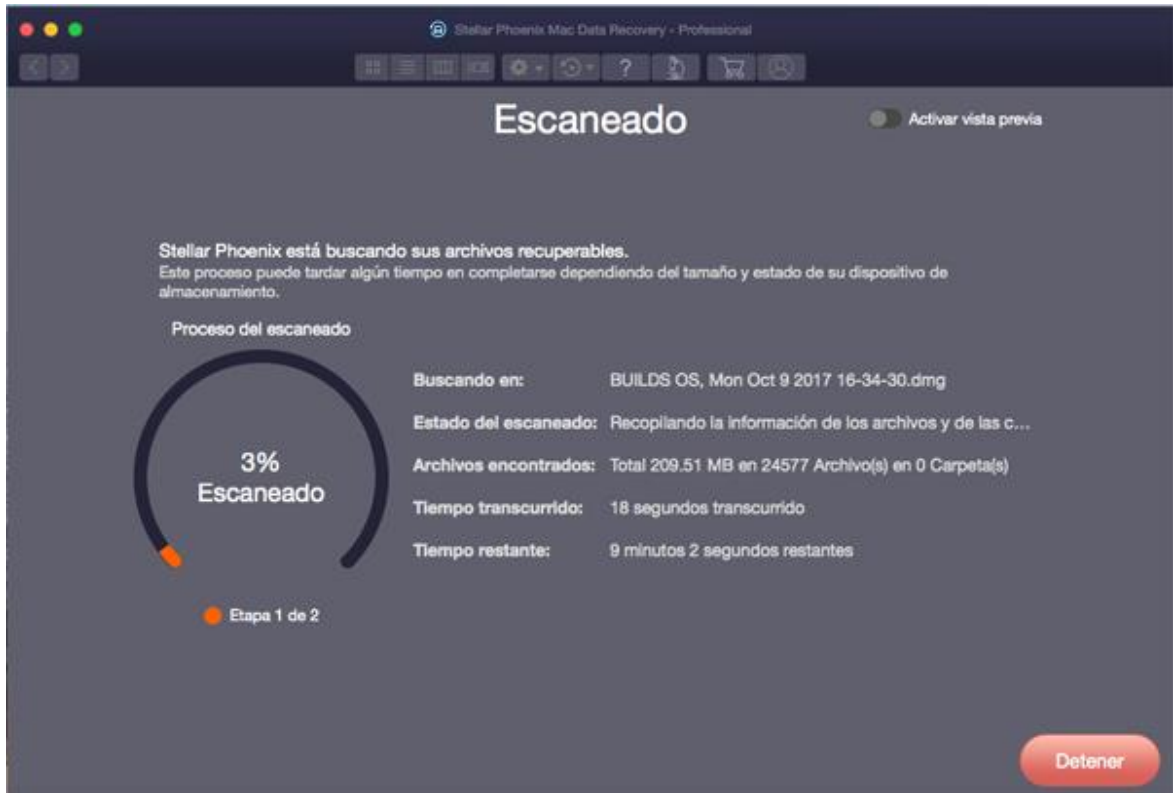 Stellar Phoenix Mac Data Recovery - Professional
?
Escaneado
Activar vista previa
Stellar Phoenix está buscando sus archivos recuperables.
Este proceso puede tardar algún tiempo en completarse dependiendo del tamaño y estado de su dispositivo de
almacenamiento.
Proceso del escaneado
3%
Escaneado
Buscando en: BUILDS OS, Mon Oct 9 2017 16-34-30.dmg
Estado del escaneado: Recopilando la información de los archivos y de las c...
Archivos encontrados: Total 209.51 MB en 24577 Archivo(s) en 0 Carpeta(s)
Tiempo transcurrido: 18 segundos transcurrido
Tiempo restante: 9 minutos 2 segundos restantes
Etapa 1 de 2
Detener